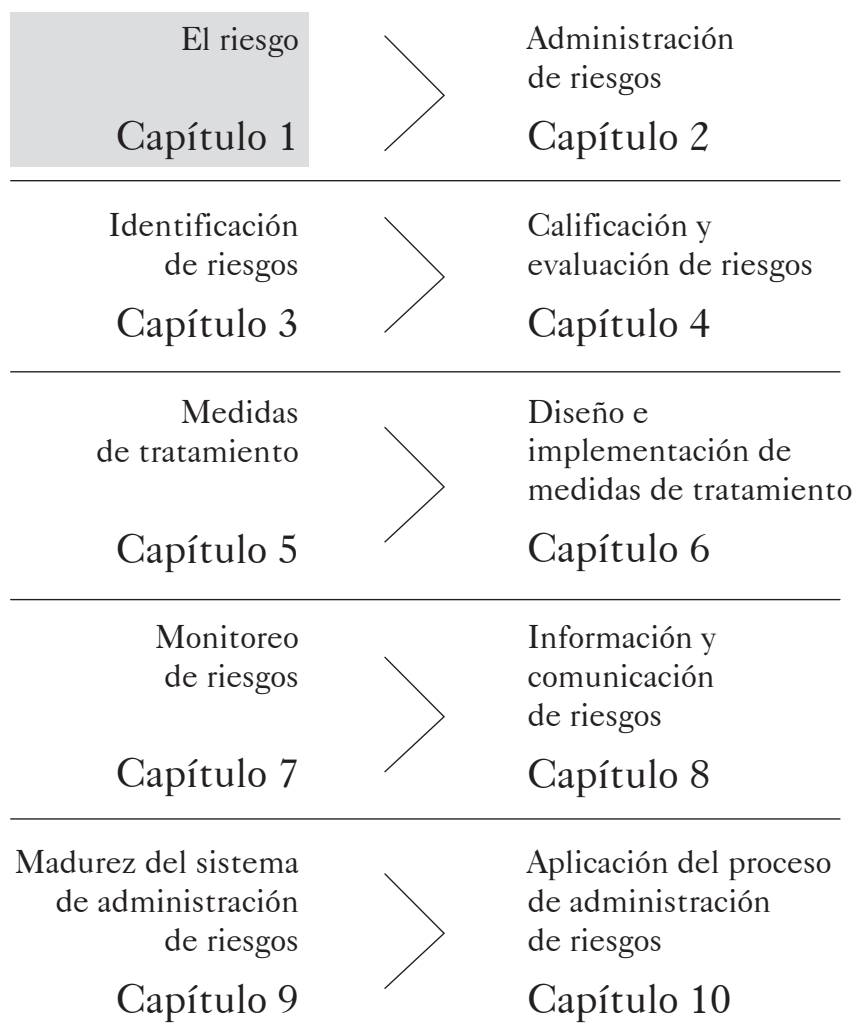 El riesgo
Capítulo 1
Administración
de riesgos
Capítulo 2
Identificación
de riesgos
Capítulo 3
Calificación y
evaluación de riesgos
Capítulo 4
Medidas
de tratamiento
Capítulo 5
Diseño e
implementación de
medidas de tratamiento
Capítulo 6
Monitoreo
de riesgos
Capítulo 7
Información y
comunicación
de riesgos
Capítulo 8
Madurez del sistema
de administración
de riesgos
Capítulo 9
Aplicación del proceso
de administración
de riesgos
Capítulo 10